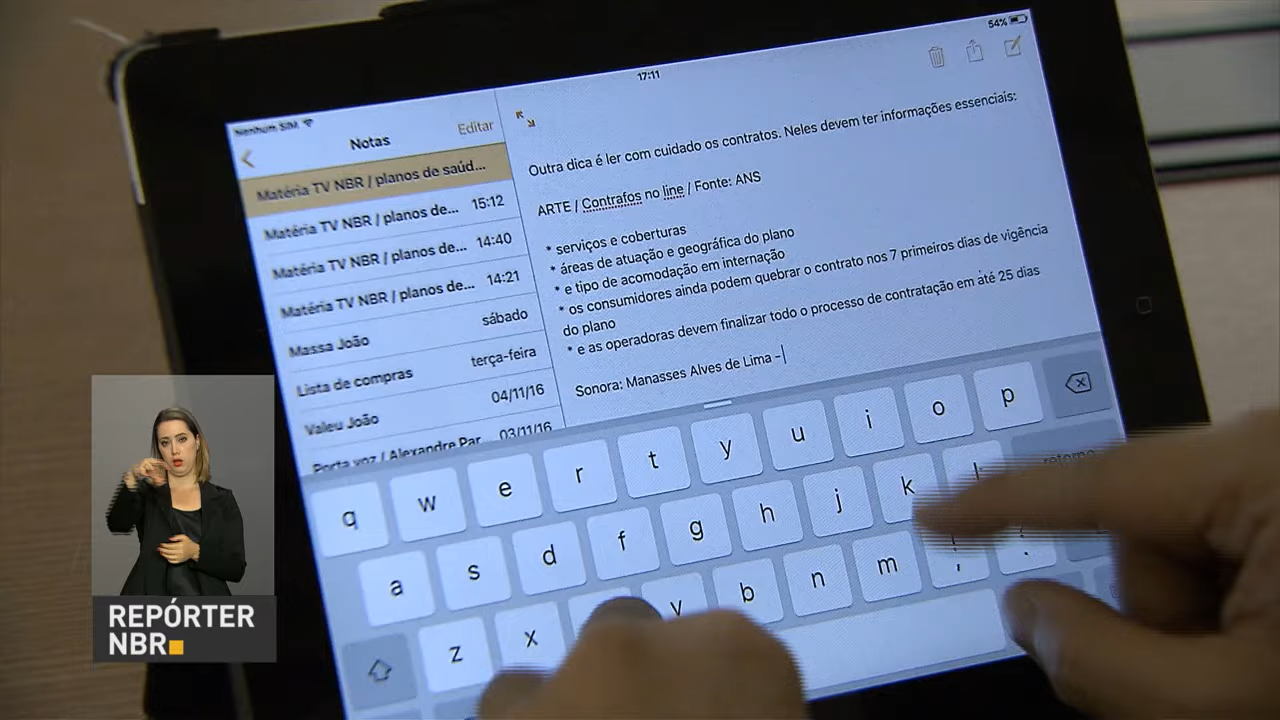 54%
17:11
Nenhum SIM
Notas
Editar
Matéria TV NBR / planos de saúd...
Matéria TV NBR / planos de... 15:12
Matéria TV NBR / planos de... 14:40
Matéria TV NBR / planos de... 14:21
Massa João sábado
Lista de compras terça-feira
Valeu João 04/11/16
Porta voz / Alexandre Par 03/11/16
Outra dica é ler com cuidado os contratos. Neles devem ter informações essenciais:
ARTE / Contrafos no line / Fonte: ANS
* serviços e coberturas
* áreas de atuação e geográfica do plano
* e tipo de acomodação em internação
* os consumidores ainda podem quebrar o contrato nos 7 primeiros dias de vigência
do plano
* e as operadoras devem finalizar todo o processo de contratação em até 25 dias
Sonora: Manasses Alves de Lima -
q w e r t y u i o p
a s d f g h j k
z x v b n m
REPÓRTER
NBR